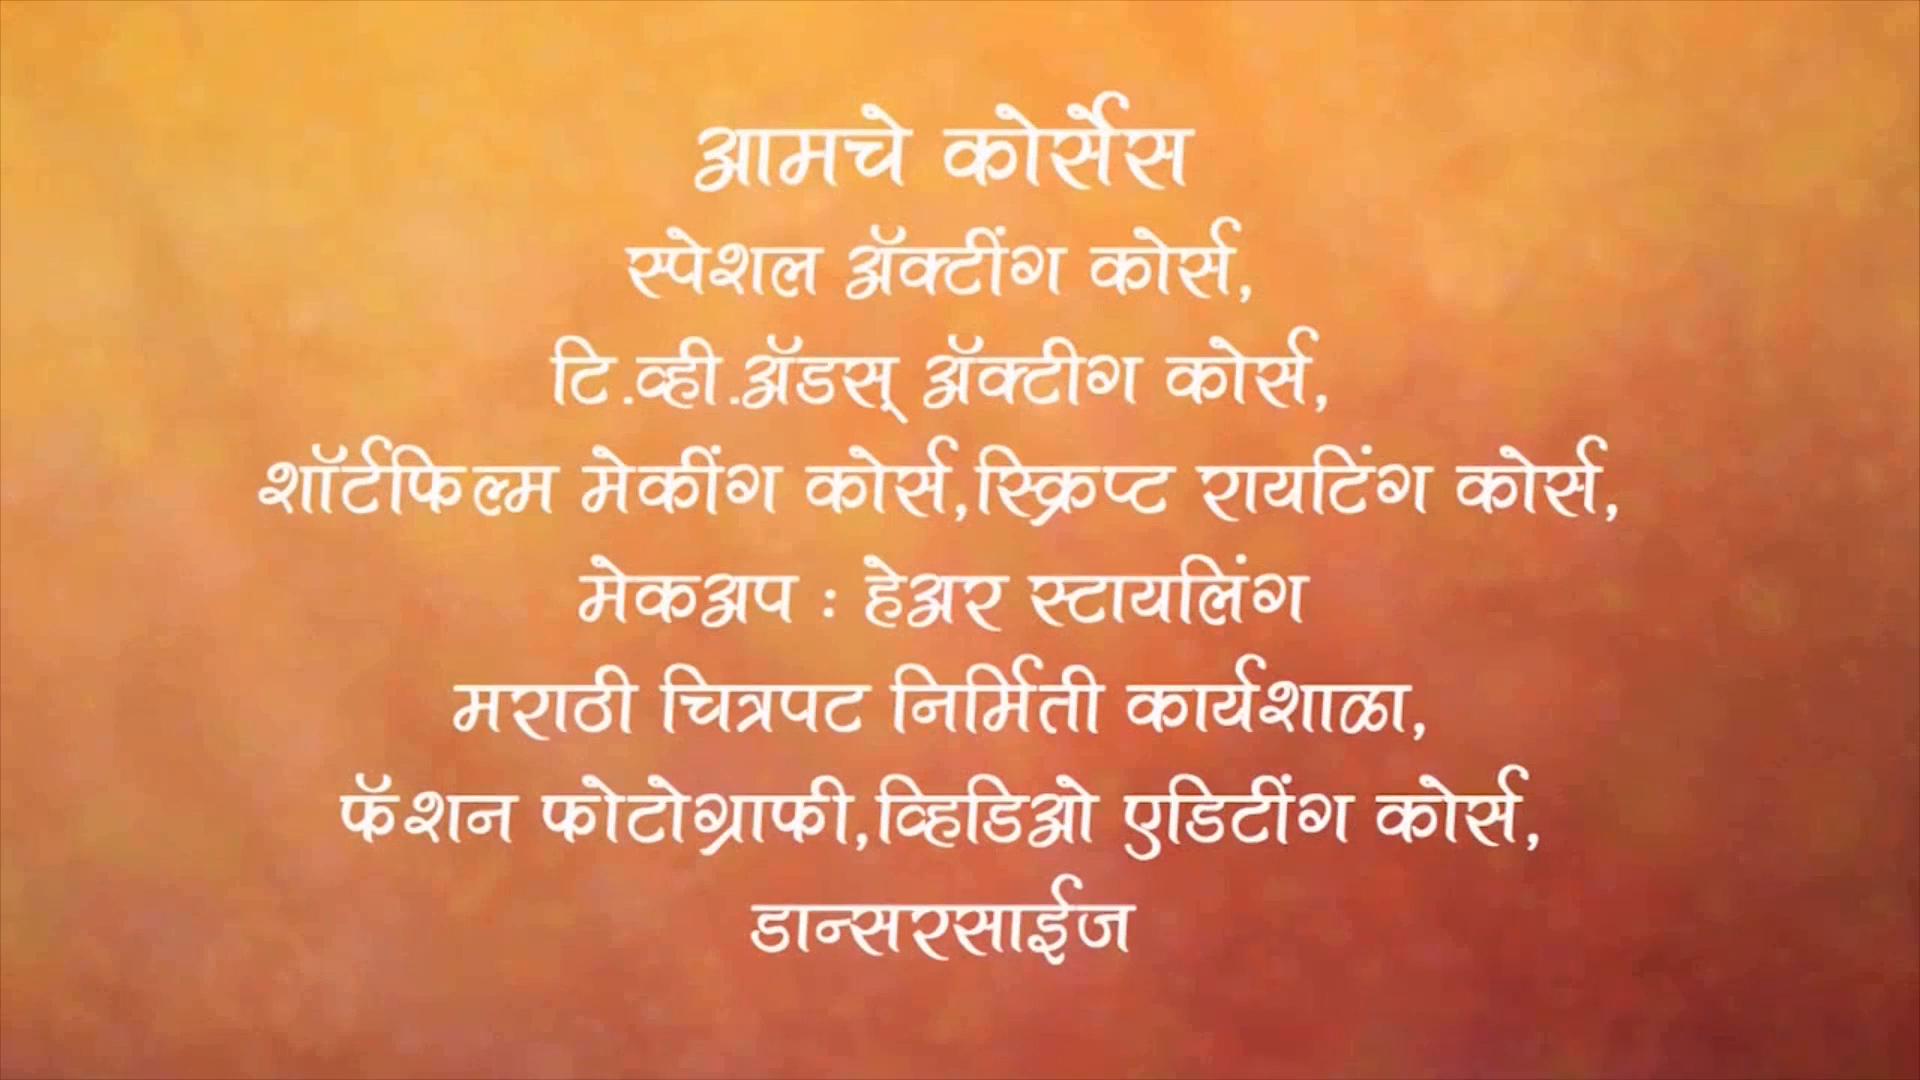 आमचे कोर्सेस
स्पेशल ॲक्टींग कोर्स,
टि.व्ही.ॲडस् ॲक्टीग कोर्स,
शॉर्टफिल्म मेकींग कोर्स,स्क्रिप्ट रायटिंग कोर्स,
मेकअप : हेअर स्टायलिंग
मराठी चित्रपट निर्मिती कार्यशाळा,
फॅशन फोटोग्राफी,व्हिडिओ एडिटींग कोर्स,
डान्सरसाईज